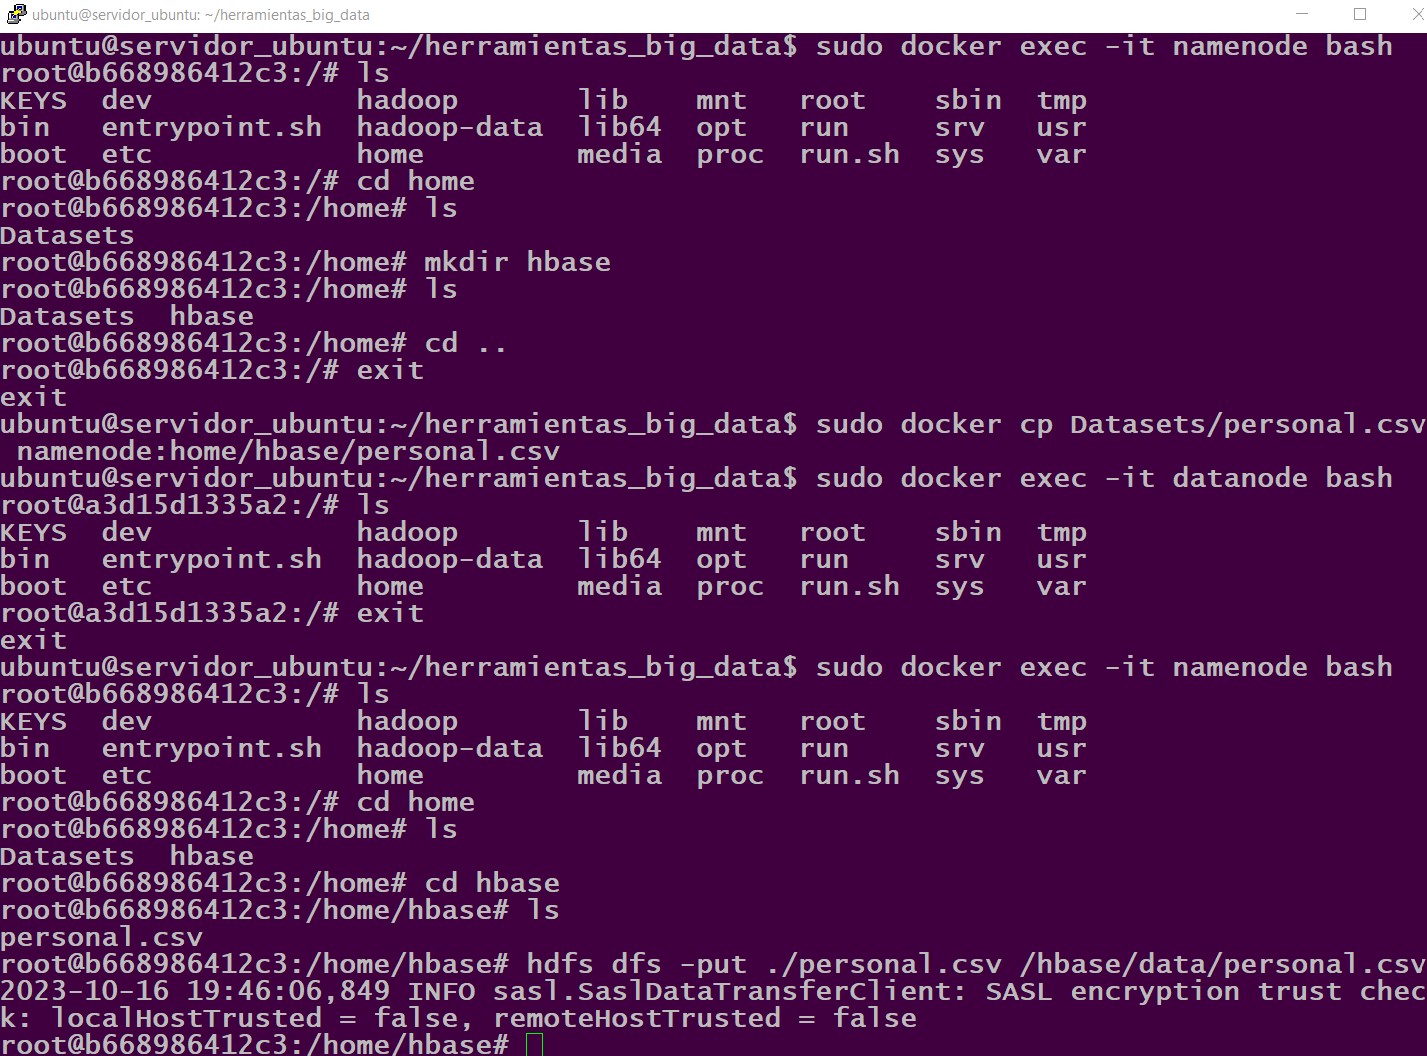 ubuntu@servidor_ubuntu: ~/herramientas_big_data
ubuntu@servidor_ubuntu:~/herramientas_big_data$ sudo docker exec -it namenode bash
root@b668986412c3:/# ls
KEYS  dev            hadoop       lib    mnt   root    sbin  tmp
bin   entrypoint.sh  hadoop-data  lib64  opt   run     srv   usr
boot  etc            home         media  proc  run.sh  sys   var
root@b668986412c3:/# cd home
root@b668986412c3:/home# ls
Datasets
root@b668986412c3:/home# mkdir hbase
root@b668986412c3:/home# ls
Datasets  hbase
root@b668986412c3:/home# cd ..
root@b668986412c3:/# exit
exit
ubuntu@servidor_ubuntu:~/herramientas_big_data$ sudo docker cp Datasets/personal.csv
 namenode:home/hbase/personal.csv
ubuntu@servidor_ubuntu:~/herramientas_big_data$ sudo docker exec -it datanode bash
root@a3d15d1335a2:/# ls
KEYS  dev            hadoop       lib    mnt   root    sbin  tmp
bin   entrypoint.sh  hadoop-data  lib64  opt   run     srv   usr
boot  etc            home         media  proc  run.sh  sys   var
root@a3d15d1335a2:/# exit
exit
ubuntu@servidor_ubuntu:~/herramientas_big_data$ sudo docker exec -it namenode bash
root@b668986412c3:/# ls
KEYS  dev            hadoop       lib    mnt   root    sbin  tmp
bin   entrypoint.sh  hadoop-data  lib64  opt   run     srv   usr
boot  etc            home         media  proc  run.sh  sys   var
root@b668986412c3:/# cd home
root@b668986412c3:/home# ls
Datasets  hbase
root@b668986412c3:/home# cd hbase
root@b668986412c3:/home/hbase# ls
personal.csv
root@b668986412c3:/home/hbase# hdfs dfs -put ./personal.csv /hbase/data/personal.csv
2023-10-16 19:46:06,849 INFO sasl.SaslDataTransferClient: SASL encryption trust chec
k: localHostTrusted = false, remoteHostTrusted = false
root@b668986412c3:/home/hbase#